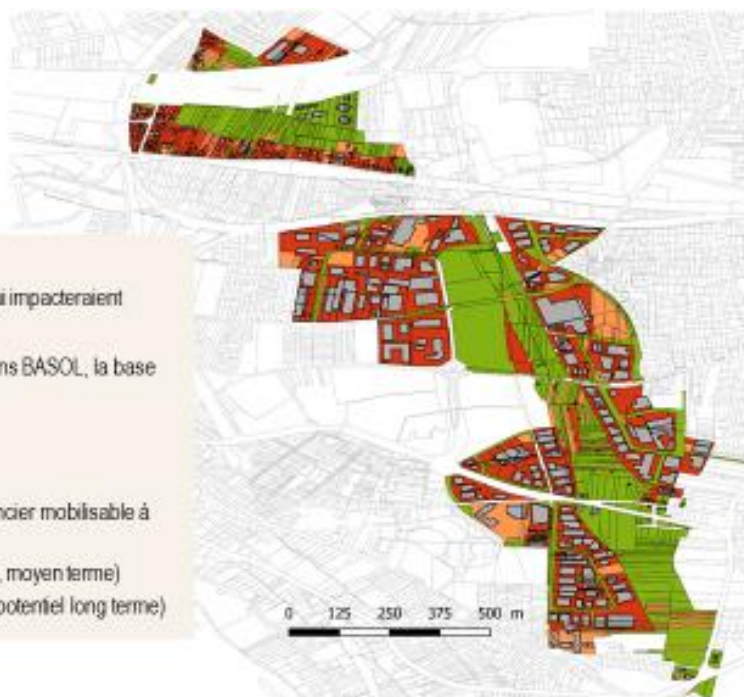 i impacteraient
ns BASOL, la base
ncier mobilisable à
, moyen terme)
potentiel long terme)
0 125 250 375 500 m